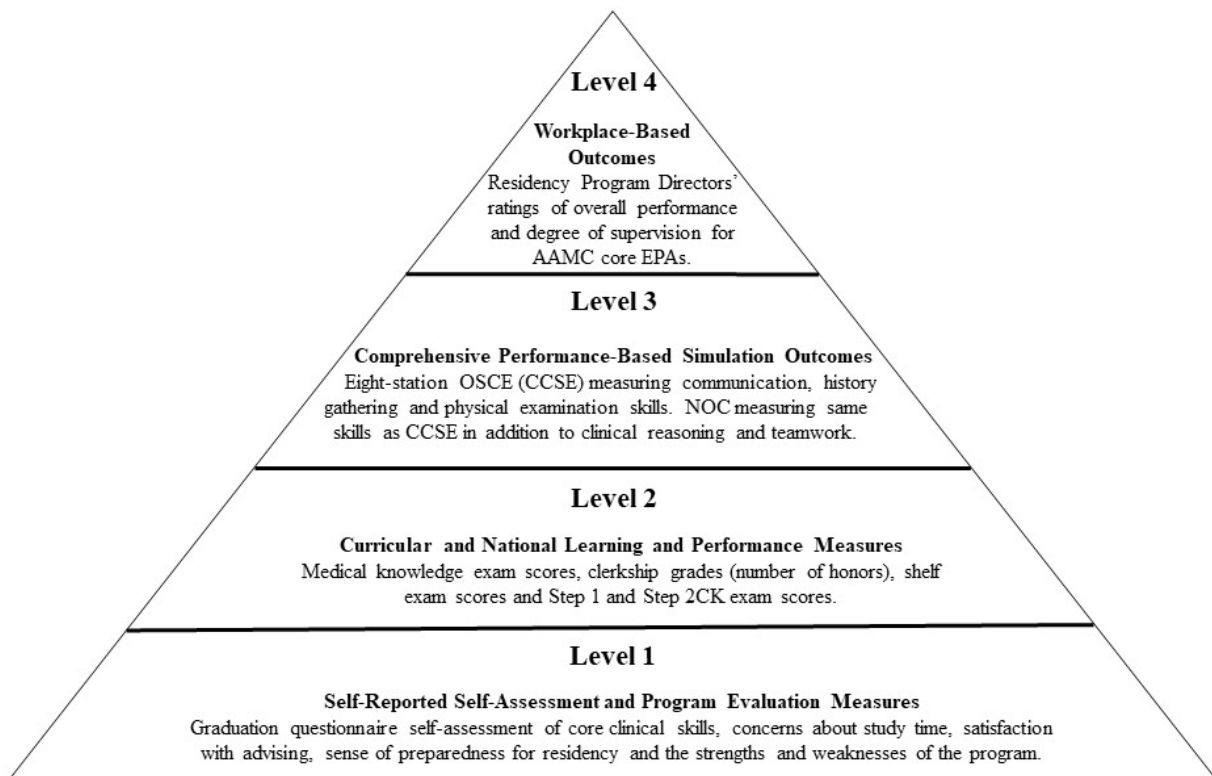 Level 4
Workplace-Based
Outcomes
Residency Program Directors'
ratings of overall performance
and degree of supervision for
AAMC core EPAs.
Level 3
Comprehensive Performance-Based Simulation Outcomes
Eight-station OSCE (CCSE) measuring communication, history
gathering and physical examination skills. NOC measuring same
skills as CCSE in addition to clinical reasoning and teamwork.
Level 2
Curricular and National Learning and Performance Measures
Medical knowledge exam scores, clerkship grades (number of honors), shelf
exam scores and Step 1 and Step 2CK exam scores.
Level 1
Self-Reported Self-Assessment and Program Evaluation Measures
Graduation questionnaire self-assessment of core clinical skills, concerns about study time, satisfaction
with advising, sense of preparedness for residency and the strengths and weaknesses of the program.